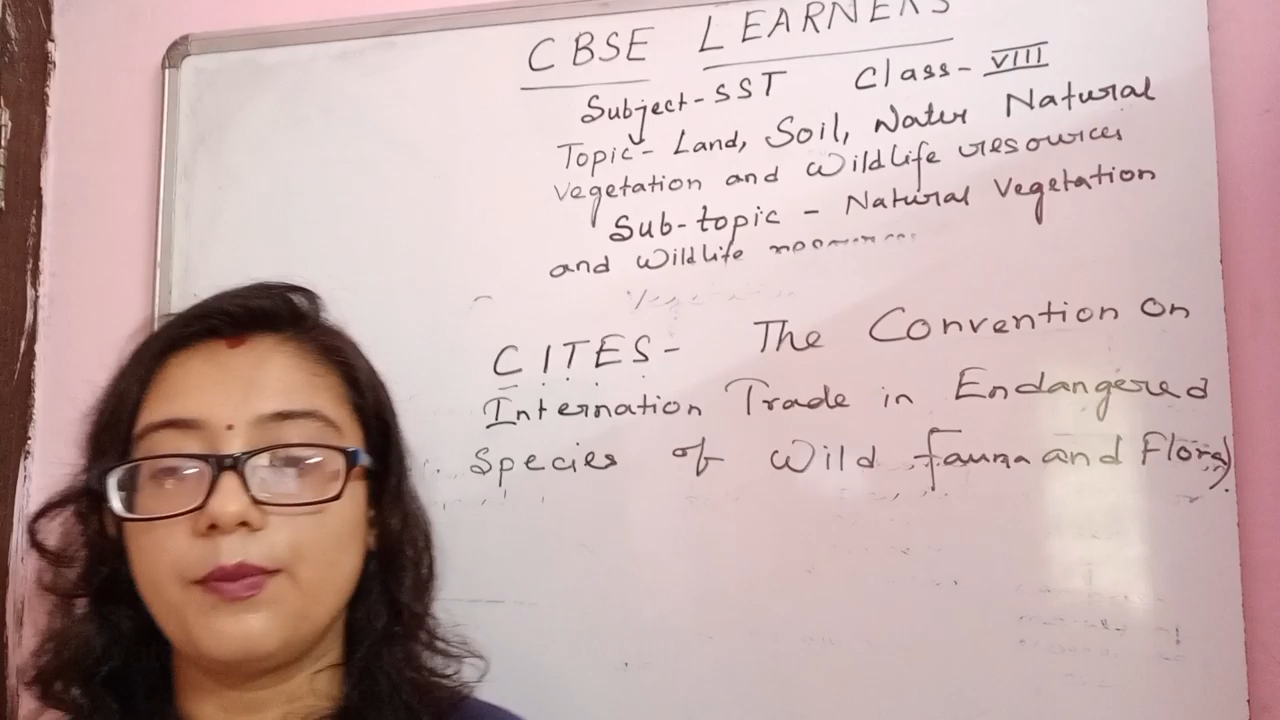 CBSE LEARNERS
Subject-SST Class-VIII
Topic- Land, Soil, Water Natural
Vegetation and Wildlife resources
Sub-topic - Natural Vegetation
and Wildlife
CITES- The Convention On
Internation Trade in Endangered
Species of Wild fauna and Flora).